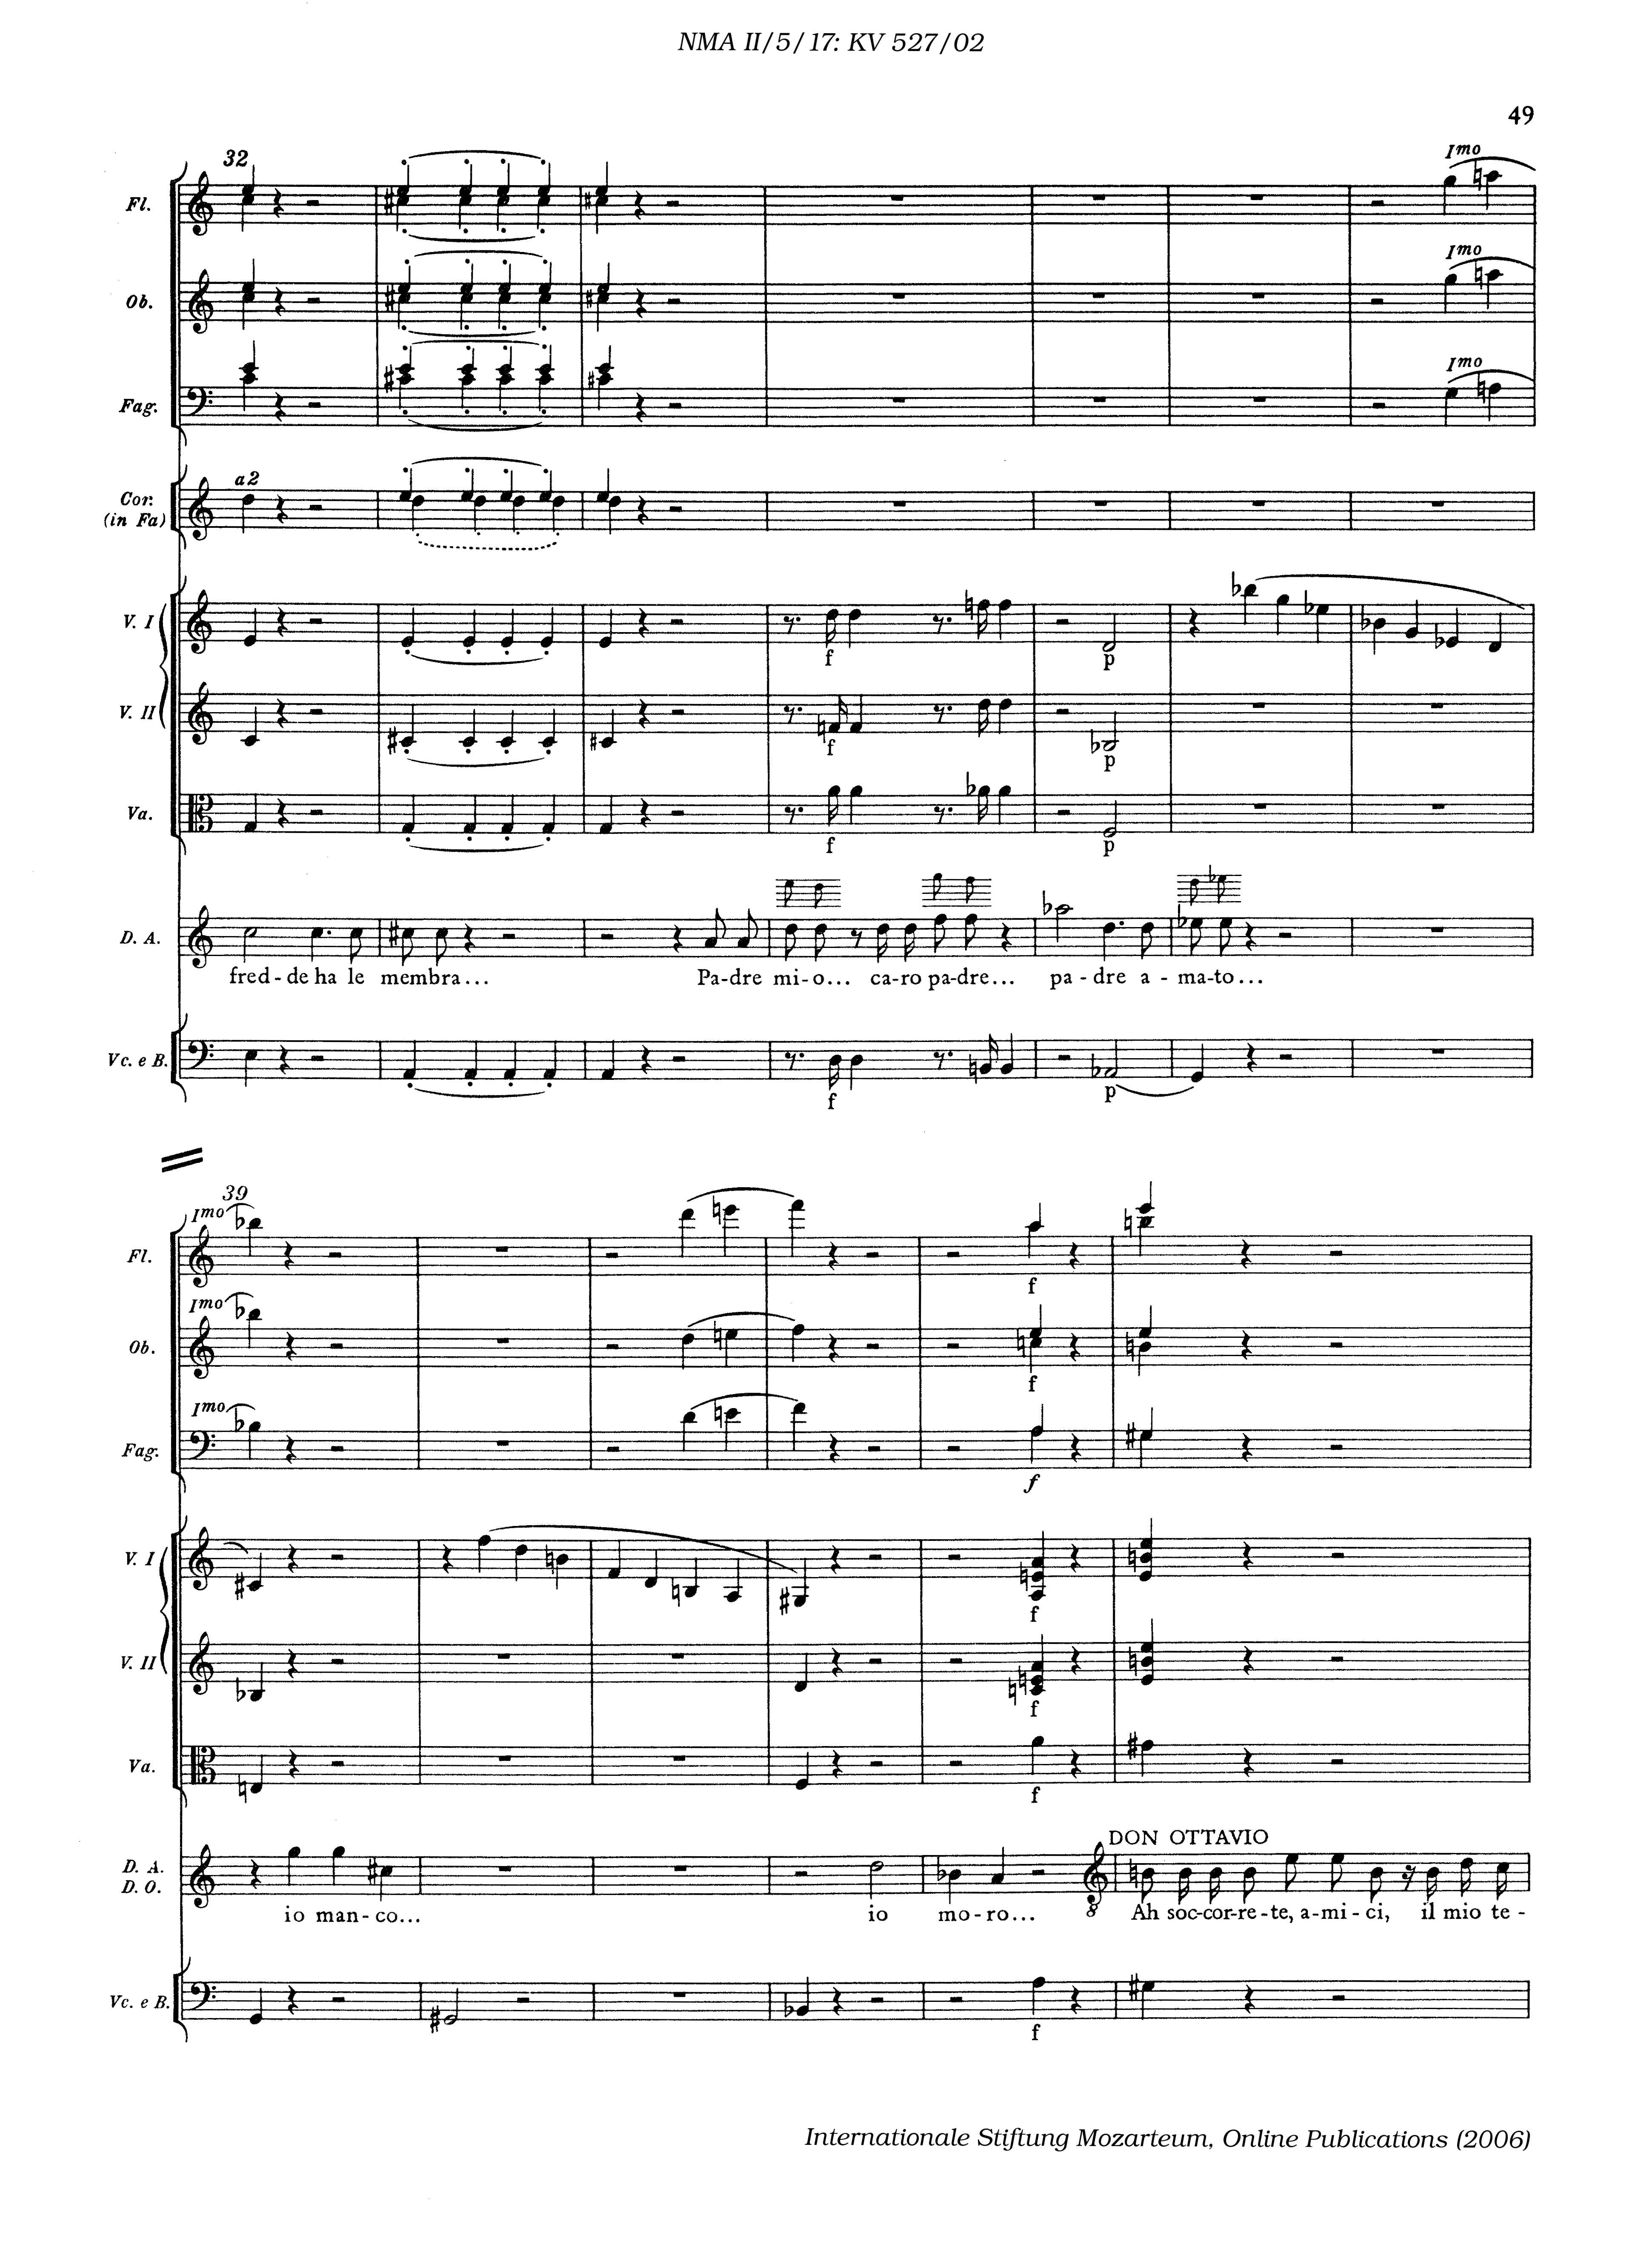 NMA II/5/17: KV 527/02
49
32
Imo
Fl.
Imo
Ob.
Imo
Fag.
a2
Cor.
(in Fa)
V. I
f p
V. II
f p
Va.
f p
D. A.
fred-de ha le membra... Pa-dre mi-o... ca-ro pa-dre... pa-dre a-ma-to...
Vc. e B.
f p
39
Imo
Fl.
f
Imo
Ob.
f
Imo
Fag.
f
V. I
f
V. II
f
Va.
f
DON OTTAVIO
D. A.
D. O.
8
io man-co... io mo-ro... Ah soc-cor-re-te, a-mi-ci, il mio te-
Vc. e B.
f
Internationale Stiftung Mozarteum, Online Publications (2006)